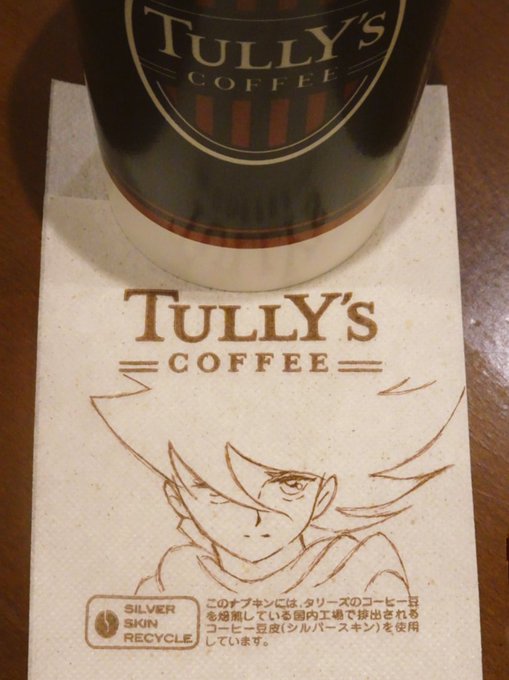 TULLY'S
COFFEE
TULLY'S
COFFEE
SILVER
SKIN
RECYCLE
このナプキンには、タリーズのコーヒー豆
を焙煎している国内工場で排出される
コーヒー豆皮(シルバースキン)を使用
しています。